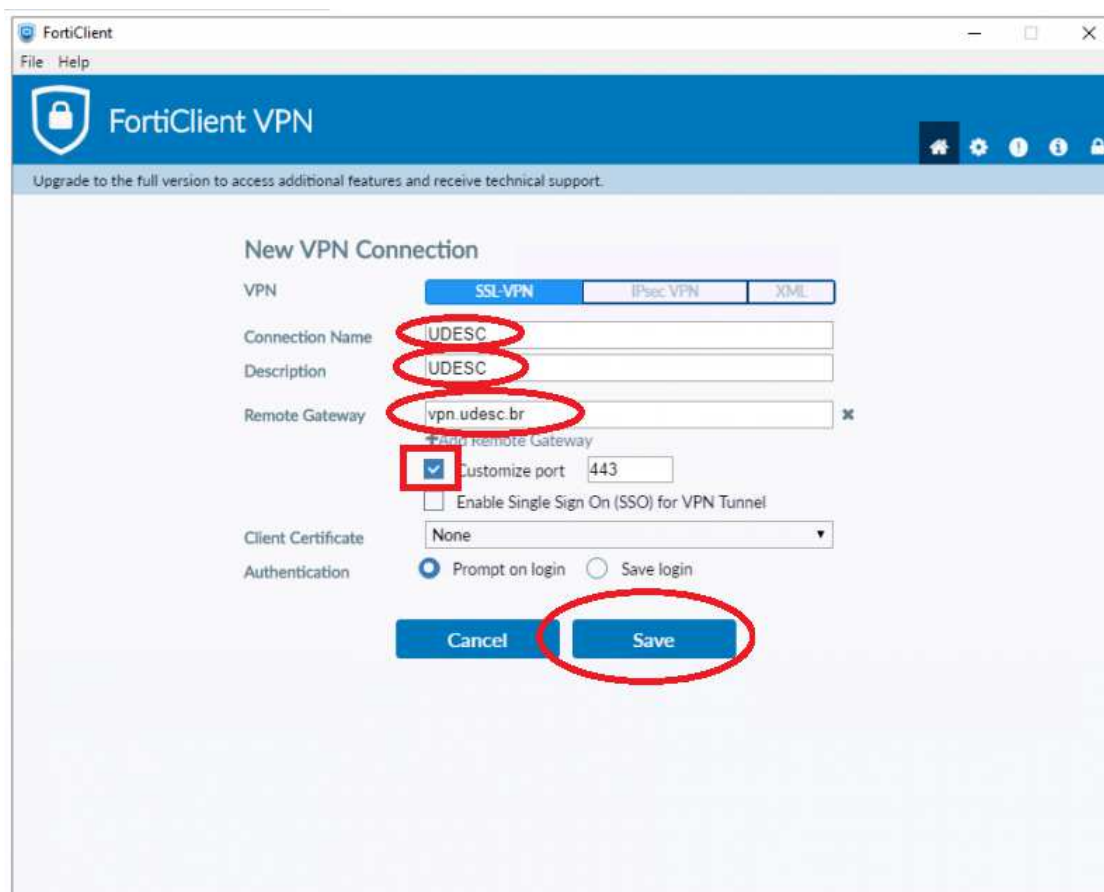 FortiClient
File Help
FortiClient VPN
Upgrade to the full version to access additional features and receive technical support.
New VPN Connection
VPN SSL-VPN IPsec VPN XML
Connection Name UDESC
Description UDESC
Remote Gateway vpn.udesc.br
+Add Remote Gateway
Customize port 443
Enable Single Sign On (SSO) for VPN Tunnel
Client Certificate None
Authentication Prompt on login Save login
Cancel Save